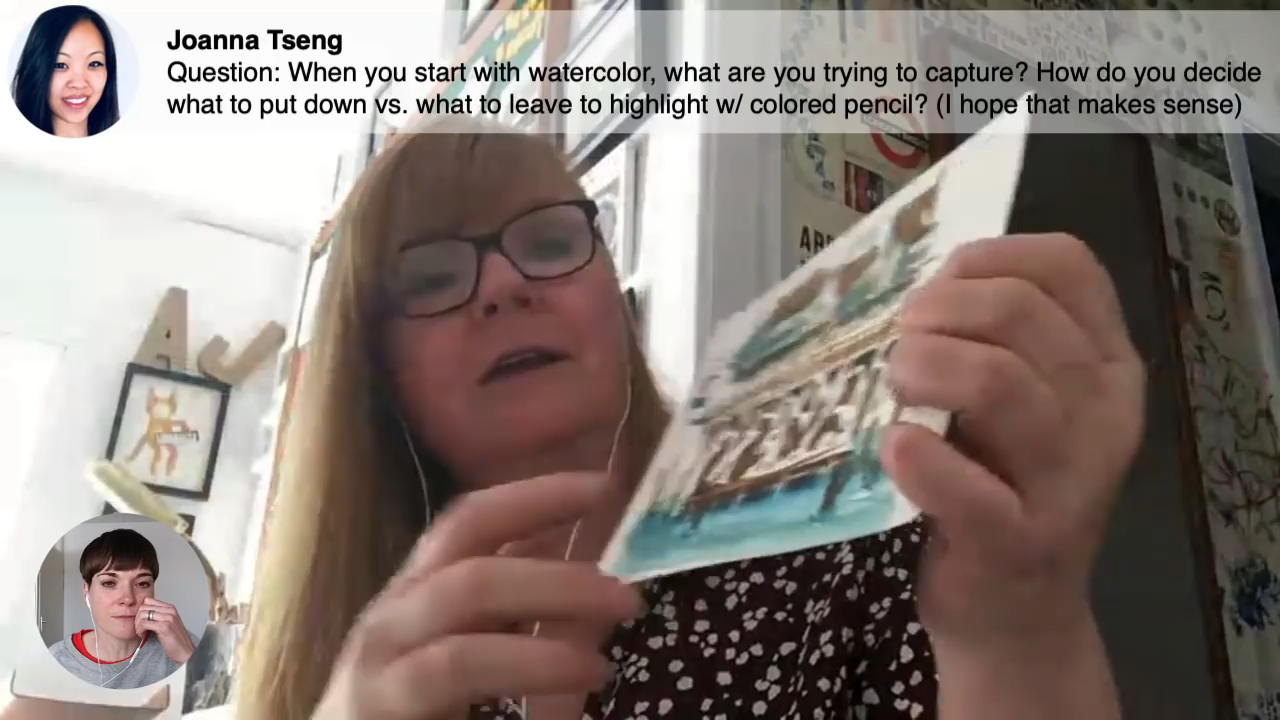 Joanna Tseng
Question: When you start with watercolor, what are you trying to capture? How do you decide
what to put down vs. what to leave to highlight w/ colored pencil? (I hope that makes sense)
A